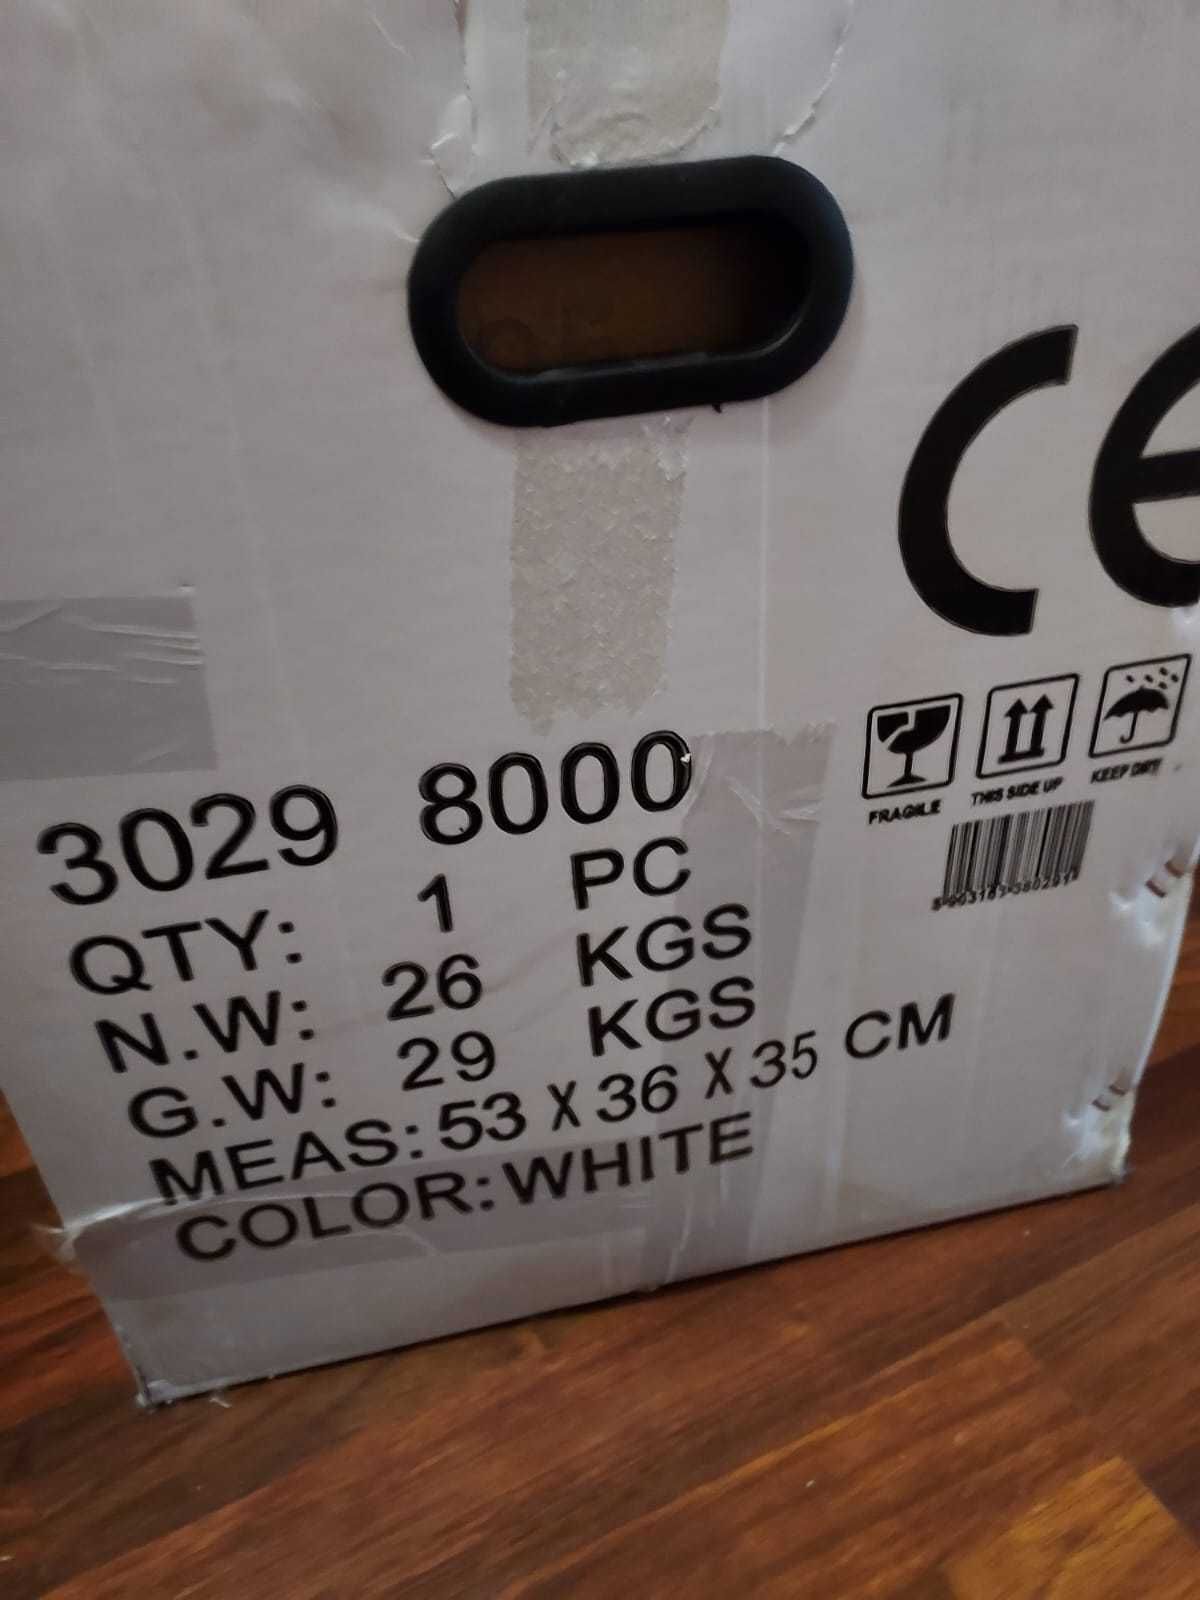 CE
FRAGILE
THIS SIDE UP
KEEP DRY
3029 8000
QTY: 1 PC
N.W: 26 KGS
G.W: 29 KGS
MEAS: 53 X 36 X 35 CM
COLOR: WHITE